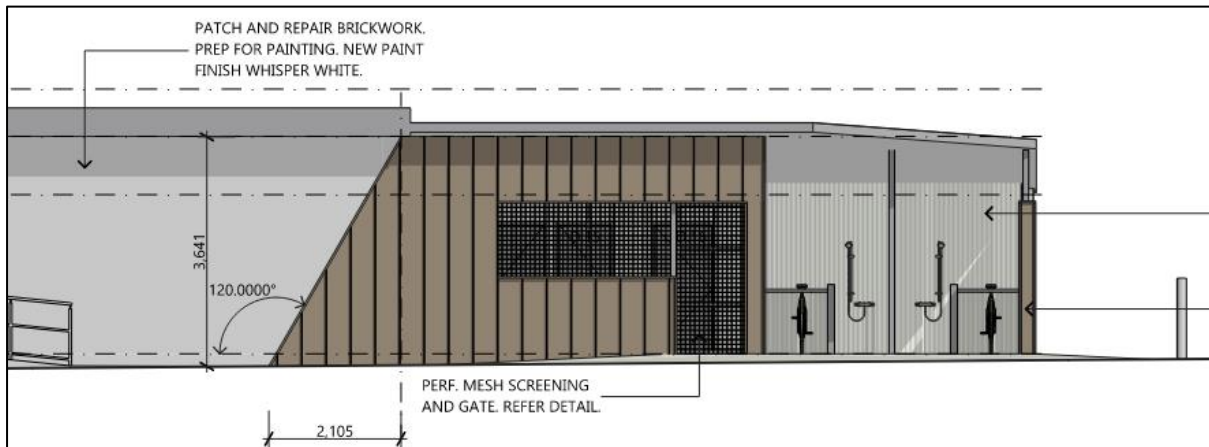 PATCH AND REPAIR BRICKWORK.
PREP FOR PAINTING. NEW PAINT
FINISH WHISPER WHITE.
3,641
120.0000°
PERF. MESH SCREENING
AND GATE. REFER DETAIL.
2,105